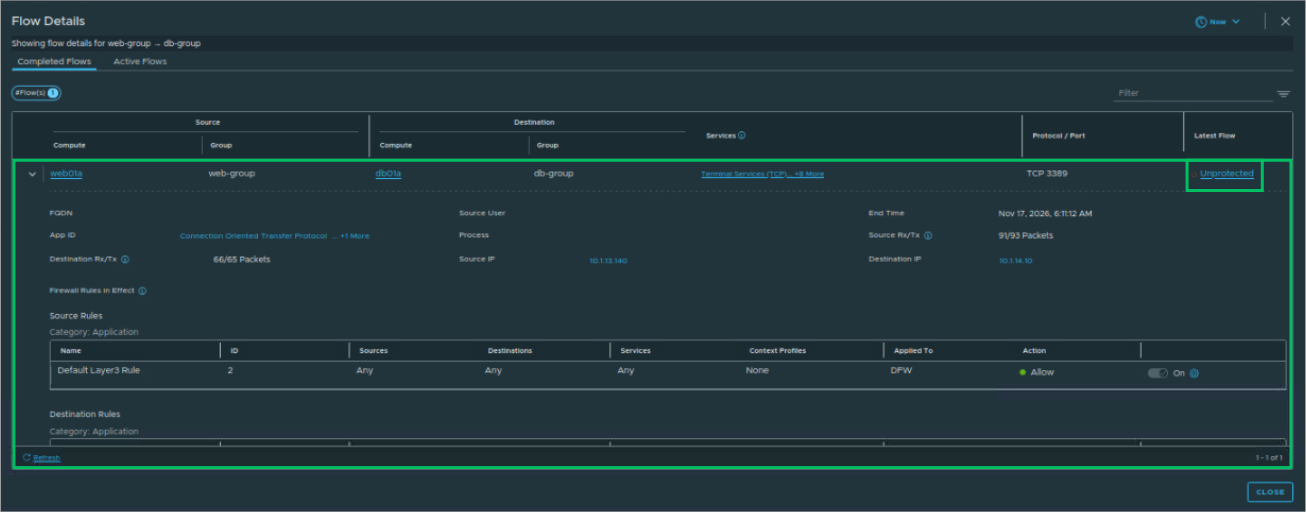 Flow Details
Now
Showing flow details for web-group → db-group
Completed Flows Active Flows
#Flow(s) 1
Filter
Source Destination Services Protocol / Port Latest Flow
Compute Group Compute Group
web01a web-group db01a db-group Terminal Services (TCP)... +8 More TCP 3389 Unprotected
FQDN Source User End Time Nov 17, 2026, 6:11:12 AM
App ID Connection Oriented Transfer Protocol ... +1 More Process Source Rx/Tx 91/93 Packets
Destination Rx/Tx 66/65 Packets Source IP 10.1.13.140 Destination IP 10.1.14.10
Firewall Rules In Effect
Source Rules
Category: Application
Name ID Sources Destinations Services Context Profiles Applied To Action
Default Layer3 Rule 2 Any Any Any None DFW Allow On
Destination Rules
Category: Application
Refresh 1 - 1 of 1
CLOSE